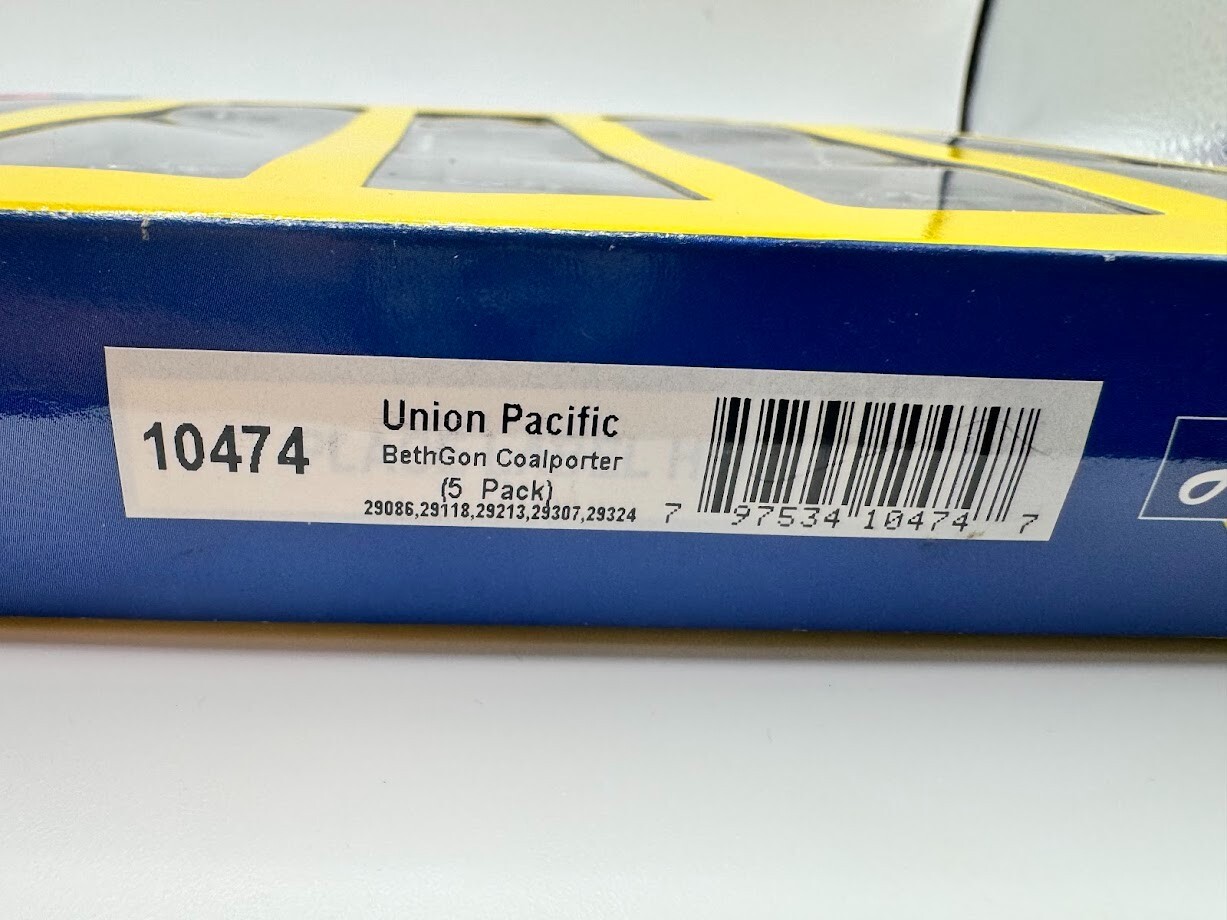 10474
Union Pacific
BethGon Coalporter
(5 Pack)
29086,29118,29213,29307,29324
7 97534 10474 7